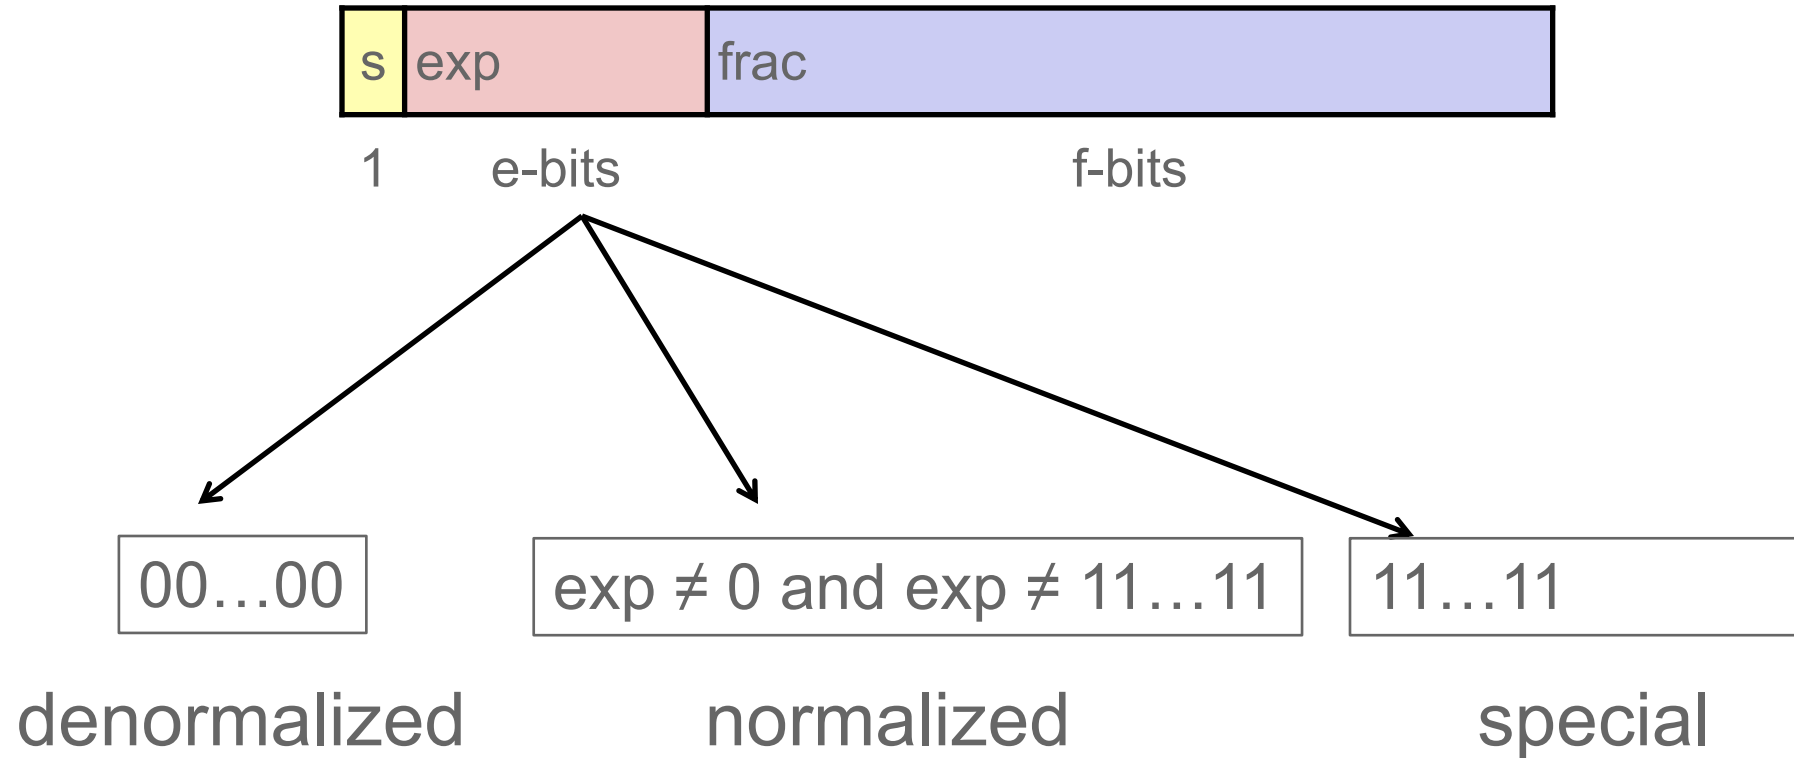 s exp frac
1 e-bits f-bits
00…00 exp ≠ 0 and exp ≠ 11…11 11…11
denormalized normalized special